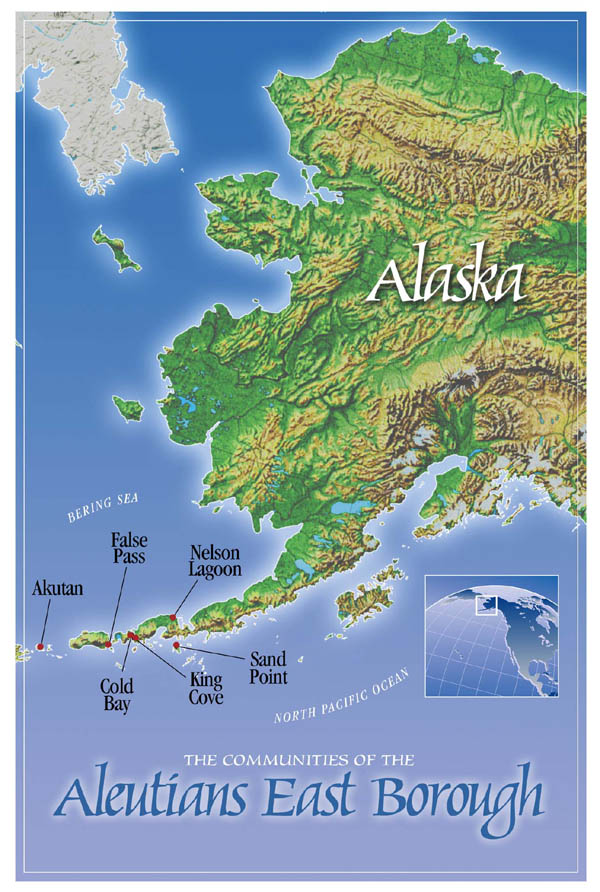 Alaska
BERING SEA
False
Pass
Nelson
Lagoon
Akutan
Cold
Bay
King
Cove
Sand
Point
NORTH PACIFIC OCEAN
THE COMMUNITIES OF THE
Aleutians East Borough